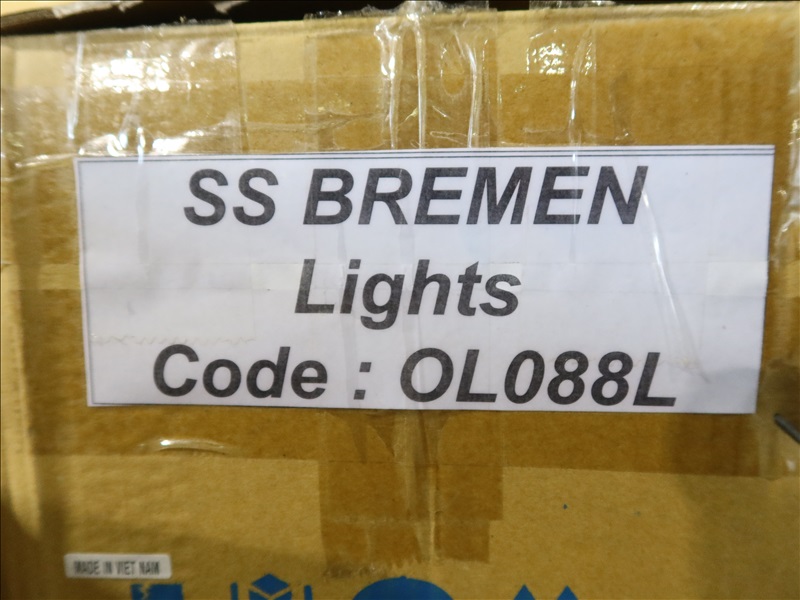 SS BREMEN
Lights
Code : OL088L
MADE IN VIET NAM